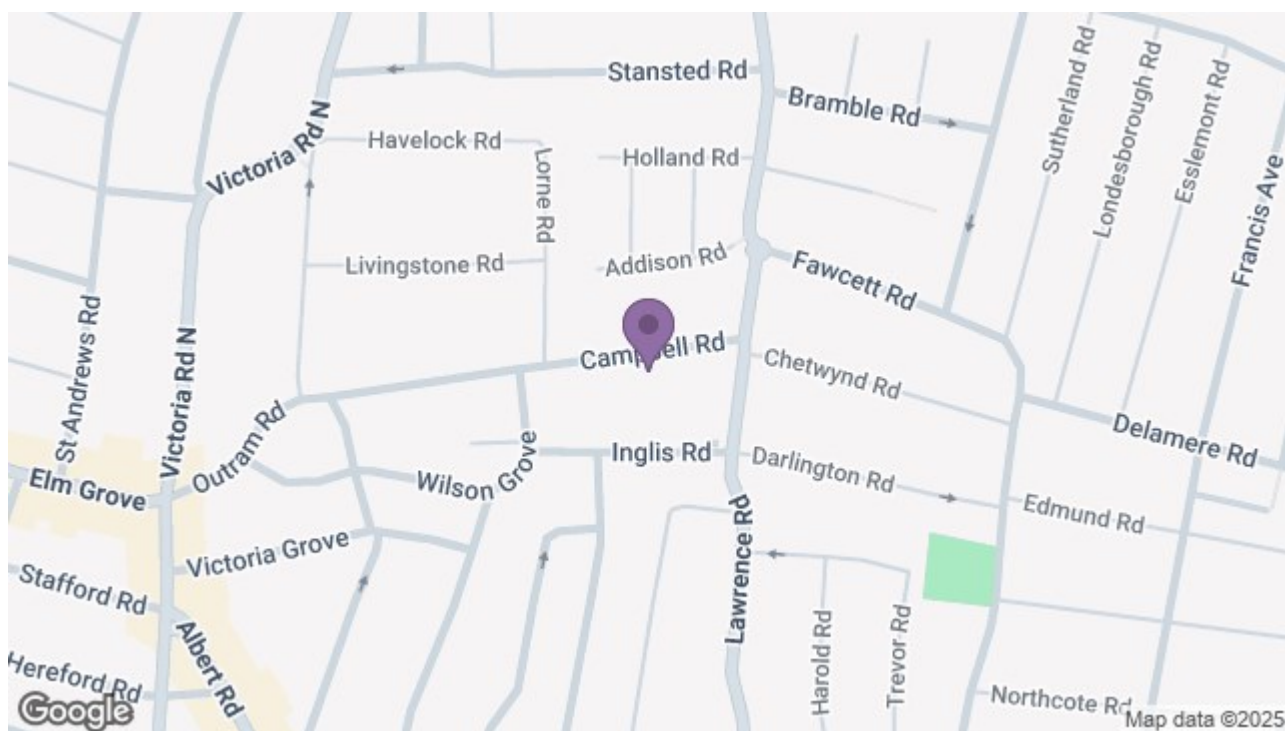 Stansted Rd
Bramble Rd
Sutherland Rd
Londesborough Rd
Esslemont Rd
Francis Ave
Victoria Rd N
Havelock Rd
Lorne Rd
Holland Rd
Livingstone Rd
Addison Rd
Fawcett Rd
St Andrews Rd
Victoria Rd N
Campbell Rd
Chetwynd Rd
Outram Rd
Delamere Rd
Elm Grove
Wilson Grove
Inglis Rd
Darlington Rd
Edmund Rd
Victoria Grove
Lawrence Rd
Stafford Rd
Albert Rd
Harold Rd
Trevor Rd
Hereford Rd
Northcote Rd
Google
Map data ©2025